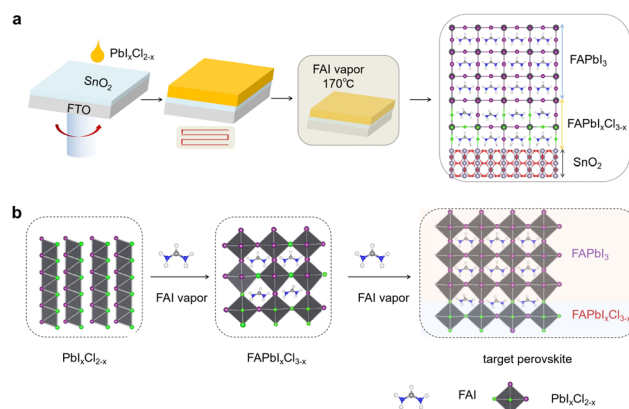 a
PbIₓCl₂₋ₓ
SnO₂
FTO
FAI vapor
170℃
FAPbI₃
FAPbIₓCl₃₋ₓ
SnO₂
b
FAI vapor
FAI vapor
FAPbI₃
FAPbIₓCl₃₋ₓ
PbIₓCl₂₋ₓ
FAPbIₓCl₃₋ₓ
target perovskite
FAI
PbIₓCl₂₋ₓ